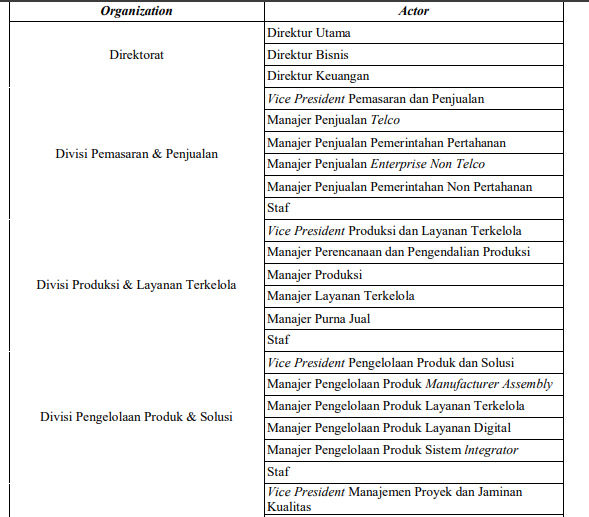 Organization Actor
Direktorat
Direktur Utama
Direktur Bisnis
Direktur Keuangan
Divisi Pemasaran & Penjualan
Vice President Pemasaran dan Penjualan
Manajer Penjualan Telco
Manajer Penjualan Pemerintahan Pertahanan
Manajer Penjualan Enterprise Non Telco
Manajer Penjualan Pemerintahan Non Pertahanan
Staf
Divisi Produksi & Layanan Terkelola
Vice President Produksi dan Layanan Terkelola
Manajer Perencanaan dan Pengendalian Produksi
Manajer Produksi
Manajer Layanan Terkelola
Manajer Purna Jual
Staf
Divisi Pengelolaan Produk & Solusi
Vice President Pengelolaan Produk dan Solusi
Manajer Pengelolaan Produk Manufacturer Assembly
Manajer Pengelolaan Produk Layanan Terkelola
Manajer Pengelolaan Produk Layanan Digital
Manajer Pengelolaan Produk Sistem Integrator
Staf
Vice President Manajemen Proyek dan Jaminan
Kualitas